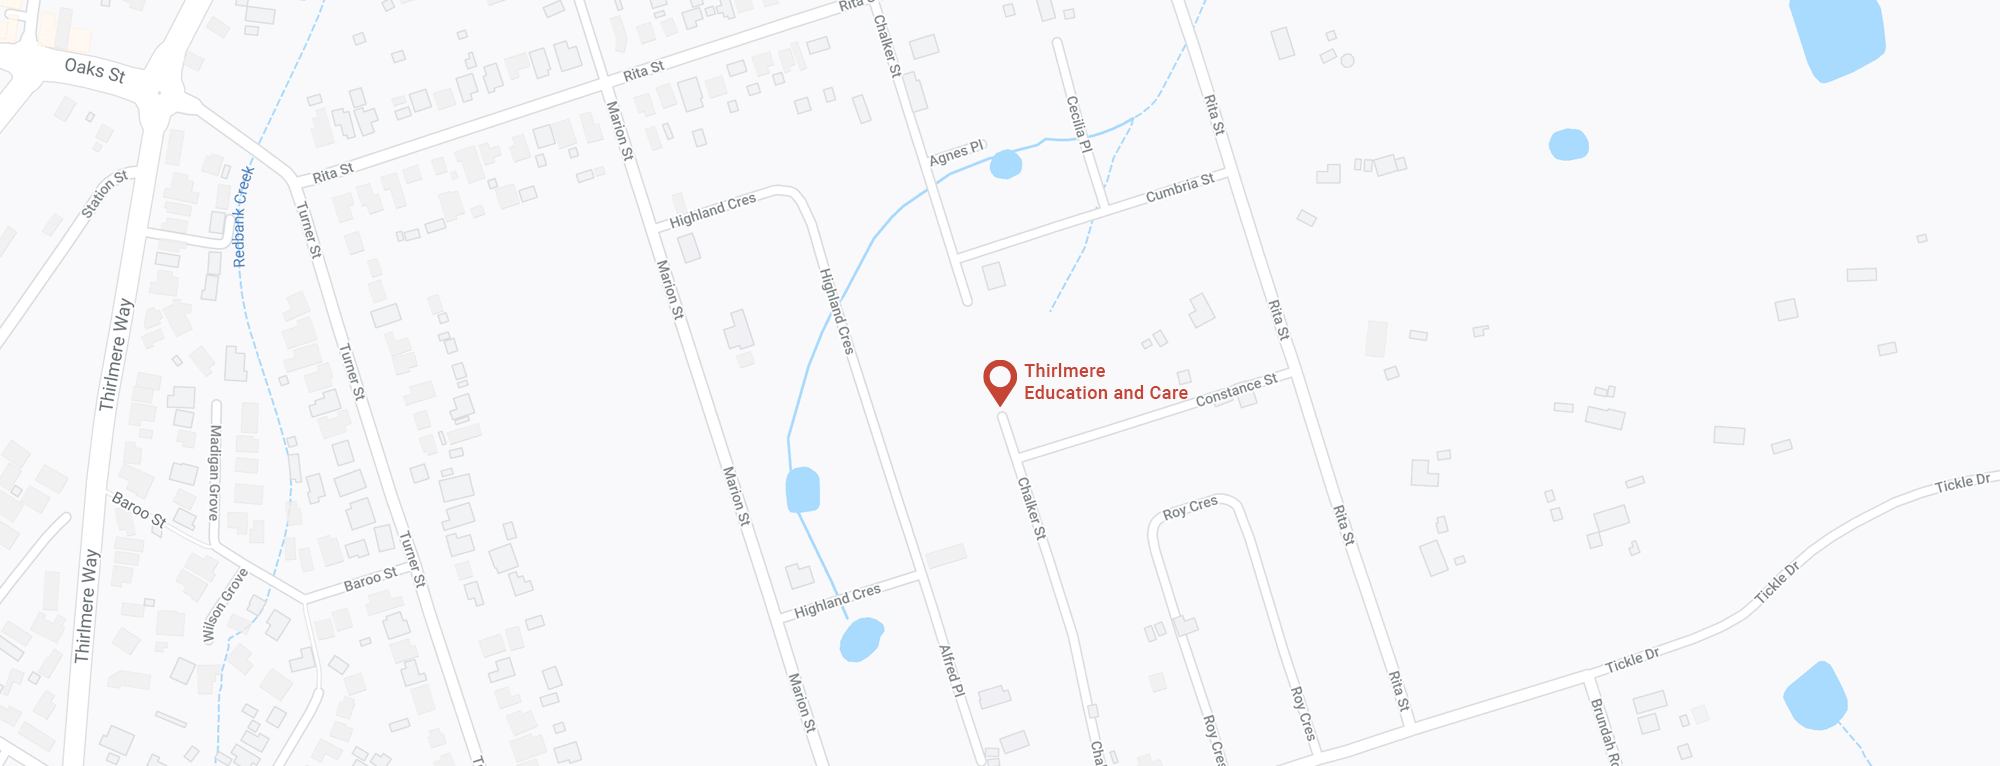 Rita S
Chalker St
Oaks St
Rita St
Marion St
Cecilia Pl
Rita St
Agnes Pl
Station St
Redbank Creek
Rita St
Highland Cres
Cumbria St
Turner St
Marion St
Highland Cres
Rita St
Thirlmere Way
Turner St
Thirlmere
Education and Care
Constance St
Madigan Grove
Baroo St
Marion St
Chalker St
Roy Cres
Rita St
Tickle Dr
Thirlmere Way
Wilson Grove
Baroo St
Turner St
Highland Cres
Tickle Dr
Alfred Pl
Marion St
Tickle Dr
Rita St
Roy Cres
Roy Cres
Chal
Brundah Ro
T